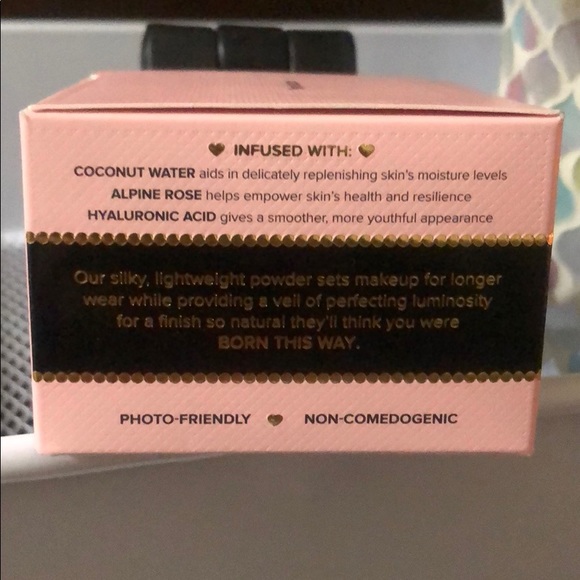 INFUSED WITH:
COCONUT WATER aids in delicately replenishing skin's moisture levels
ALPINE ROSE helps empower skin's health and resilience
HYALURONIC ACID gives a smoother, more youthful appearance
Our silky, lightweight powder sets makeup for longer
wear while providing a veil of perfecting luminosity
for a finish so natural they'll think you were
BORN THIS WAY.
PHOTO-FRIENDLY NON-COMEDOGENIC